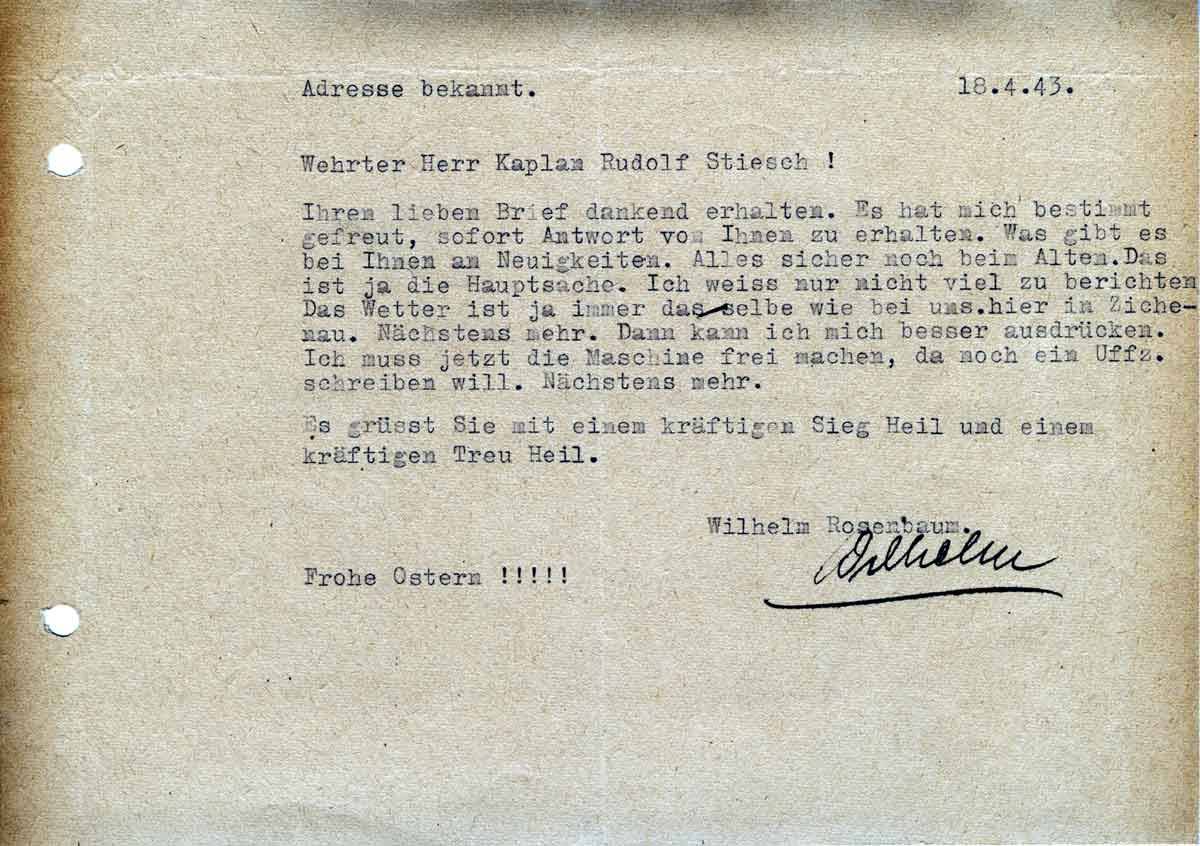 Adresse bekannt. 18.4.43.
Wehrter Herr Kaplan Rudolf Stiesch !
Ihren lieben Brief dankend erhalten. Es hat mich bestimmt
gefreut, sofort Antwort von Ihnen zu erhalten. Was gibt es
bei Ihnen an Neuigkeiten. Alles sicher noch beim Alten.Das
ist ja die Hauptsache. Ich weiss nur nicht viel zu berichten
Das Wetter ist ja immer das selbe wie bei uns.hier in Ziche-
nau. Nächstens mehr. Dann kann ich mich besser ausdrücken.
Ich muss jetzt die Maschine frei machen, da noch ein Uffz.
schreiben will. Nächstens mehr.
Es grüsst Sie mit einem kräftigen Sieg Heil und einem
kräftigen Treu Heil.
Wilhelm Rosenbaum.
Wilhelm
Frohe Ostern !!!!!